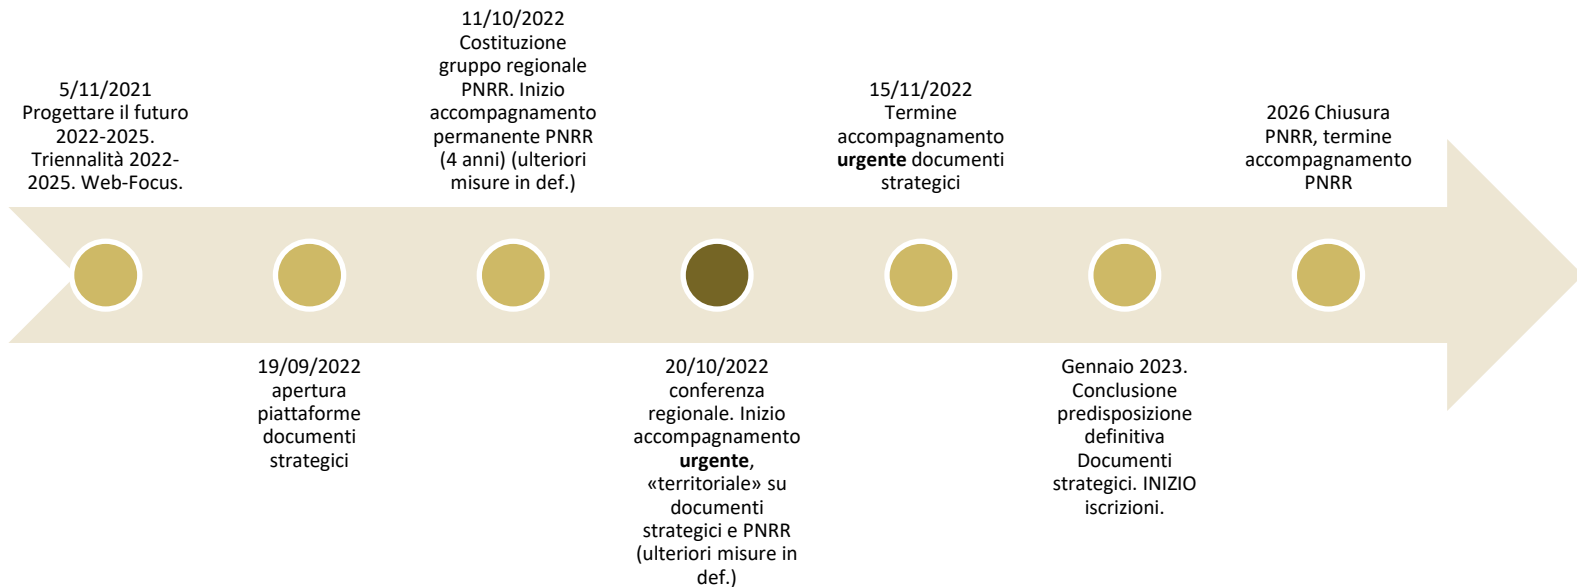 5/11/2021
Progettare il futuro
2022-2025.
Triennalità 2022-
2025. Web-Focus.
19/09/2022
apertura
piattaforme
documenti
strategici
11/10/2022
Costituzione
gruppo regionale
PNRR. Inizio
accompagnamento
permanente PNRR
(4 anni) (ulteriori
misure in def.)
20/10/2022
conferenza
regionale. Inizio
accompagnamento
urgente,
«territoriale» su
documenti
strategici e PNRR
(ulteriori misure in
def.)
15/11/2022
Termine
accompagnamento
urgente documenti
strategici
Gennaio 2023.
Conclusione
predisposizione
definitiva
Documenti
strategici. INIZIO
iscrizioni.
2026 Chiusura
PNRR, termine
accompagnamento
PNRR